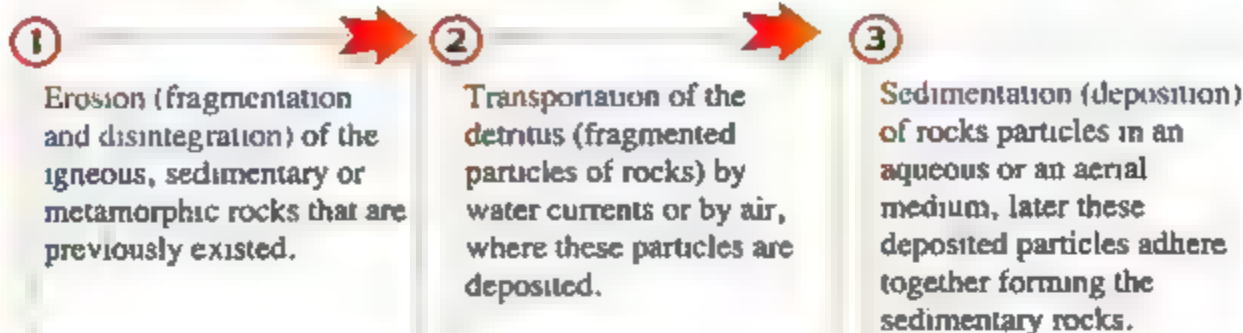 1
Erosion (fragmentation
and disintegration) of the
igneous, sedimentary or
metamorphic rocks that are
previously existed.
2
Transportation of the
detritus (fragmented
particles of rocks) by
water currents or by air,
where these particles are
deposited.
3
Sedimentation (deposition)
of rocks particles in an
aqueous or an aerial
medium, later these
deposited particles adhere
together forming the
sedimentary rocks.